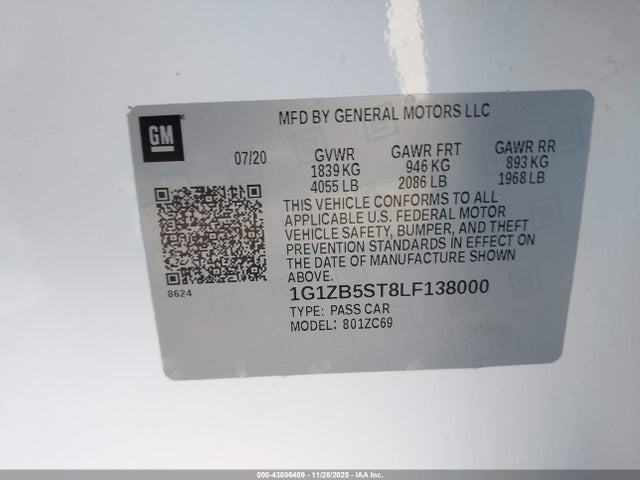 MFD BY GENERAL MOTORS LLC
GM
07/20 GVWR GAWR FRT GAWR RR
1839 KG 946 KG 893 KG
4055 LB 2086 LB 1968 LB
THIS VEHICLE CONFORMS TO ALL
APPLICABLE U.S. FEDERAL MOTOR
VEHICLE SAFETY, BUMPER, AND THEFT
PREVENTION STANDARDS IN EFFECT ON
THE DATE OF MANUFACTURE SHOWN
ABOVE.
8624
1G1ZB5ST8LF138000
TYPE: PASS CAR
MODEL: 801ZC69
000-43806409 - 11/28/2025 - IAA Inc.